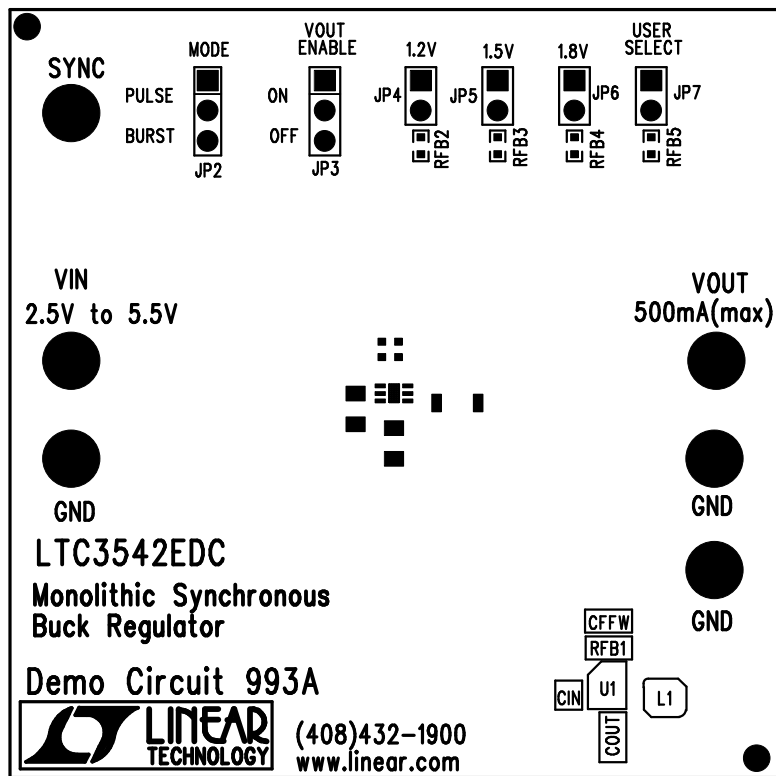 SYNC
MODE
PULSE
BURST
JP2
VOUT
ENABLE
ON
OFF
JP3
1.2V
JP4
RFB2
1.5V
JP5
RFB3
1.8V
JP6
RFB4
USER
SELECT
JP7
RFB5
VIN
2.5V to 5.5V
VOUT
500mA(max)
GND
GND
GND
LTC3542EDC
Monolithic Synchronous
Buck Regulator
Demo Circuit 993A
LINEAR
TECHNOLOGY
(408)432-1900
www.linear.com
CFFW
RFB1
CIN
U1
L1
COUT